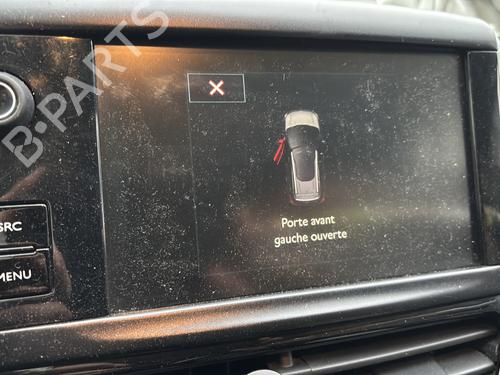 B-Parts
SRC
MENU
Porte avant
gauche ouverte